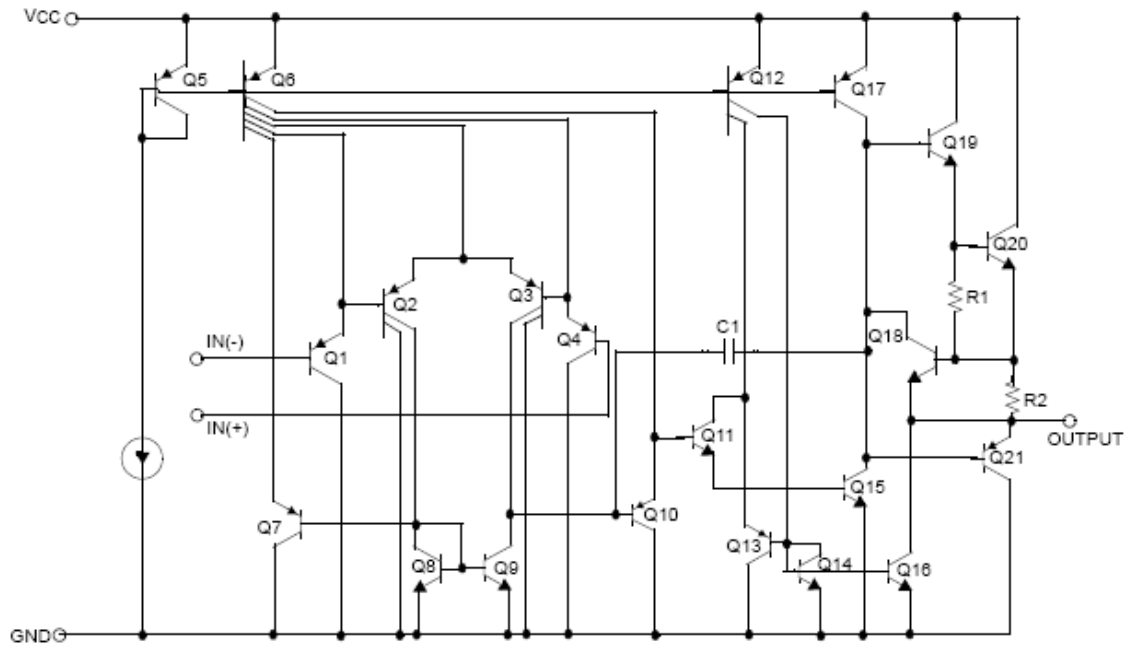 VCC
Q5
Q6
Q12
Q17
Q19
Q20
R1
Q2
Q3
C1
Q18
IN(-)
Q1
Q4
R2
IN(+)
OUTPUT
Q11
Q21
Q15
Q7
Q10
Q13
Q8
Q9
Q14
Q16
GND